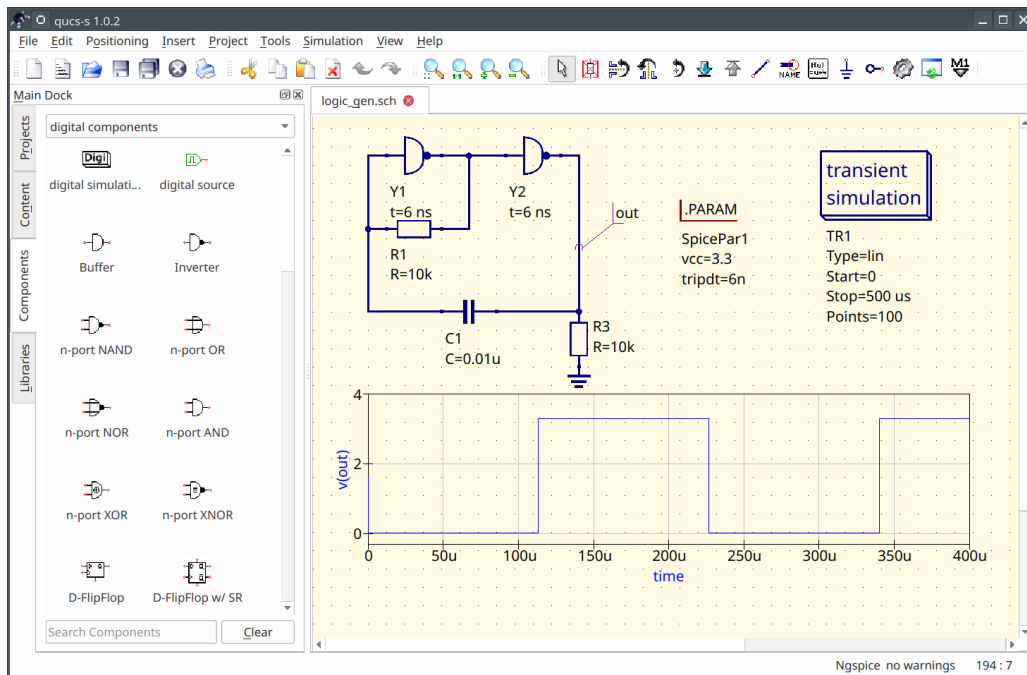 qucs-s 1.0.2
File Edit Positioning Insert Project Tools Simulation View Help
NAME
M1
Main Dock
logic_gen.sch
Projects
Content
Components
Libraries
digital components
Digi
digital simulati... digital source
Buffer Inverter
n-port NAND n-port OR
n-port NOR n-port AND
n-port XOR n-port XNOR
D-FlipFlop D-FlipFlop w/ SR
Search Components
Clear
Y1
t=6 ns
R1
R=10k
Y2
t=6 ns
out
C1
C=0.01u
R3
R=10k
.PARAM
SpicePar1
vcc=3.3
tripdt=6n
transient
simulation
TR1
Type=lin
Start=0
Stop=500 us
Points=100
v(out)
4
2
0
0 50u 100u 150u 200u 250u 300u 350u 400u
time
Ngspice no warnings 194 : 7